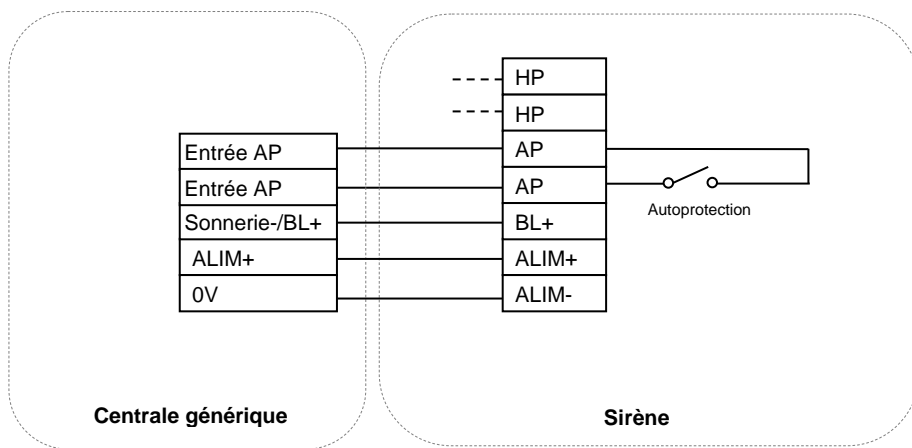 HP
HP
Entrée AP
AP
Entrée AP
AP
Autoprotection
Sonnerie-/BL+
BL+
ALIM+
ALIM+
0V
ALIM-
Centrale générique
Sirène